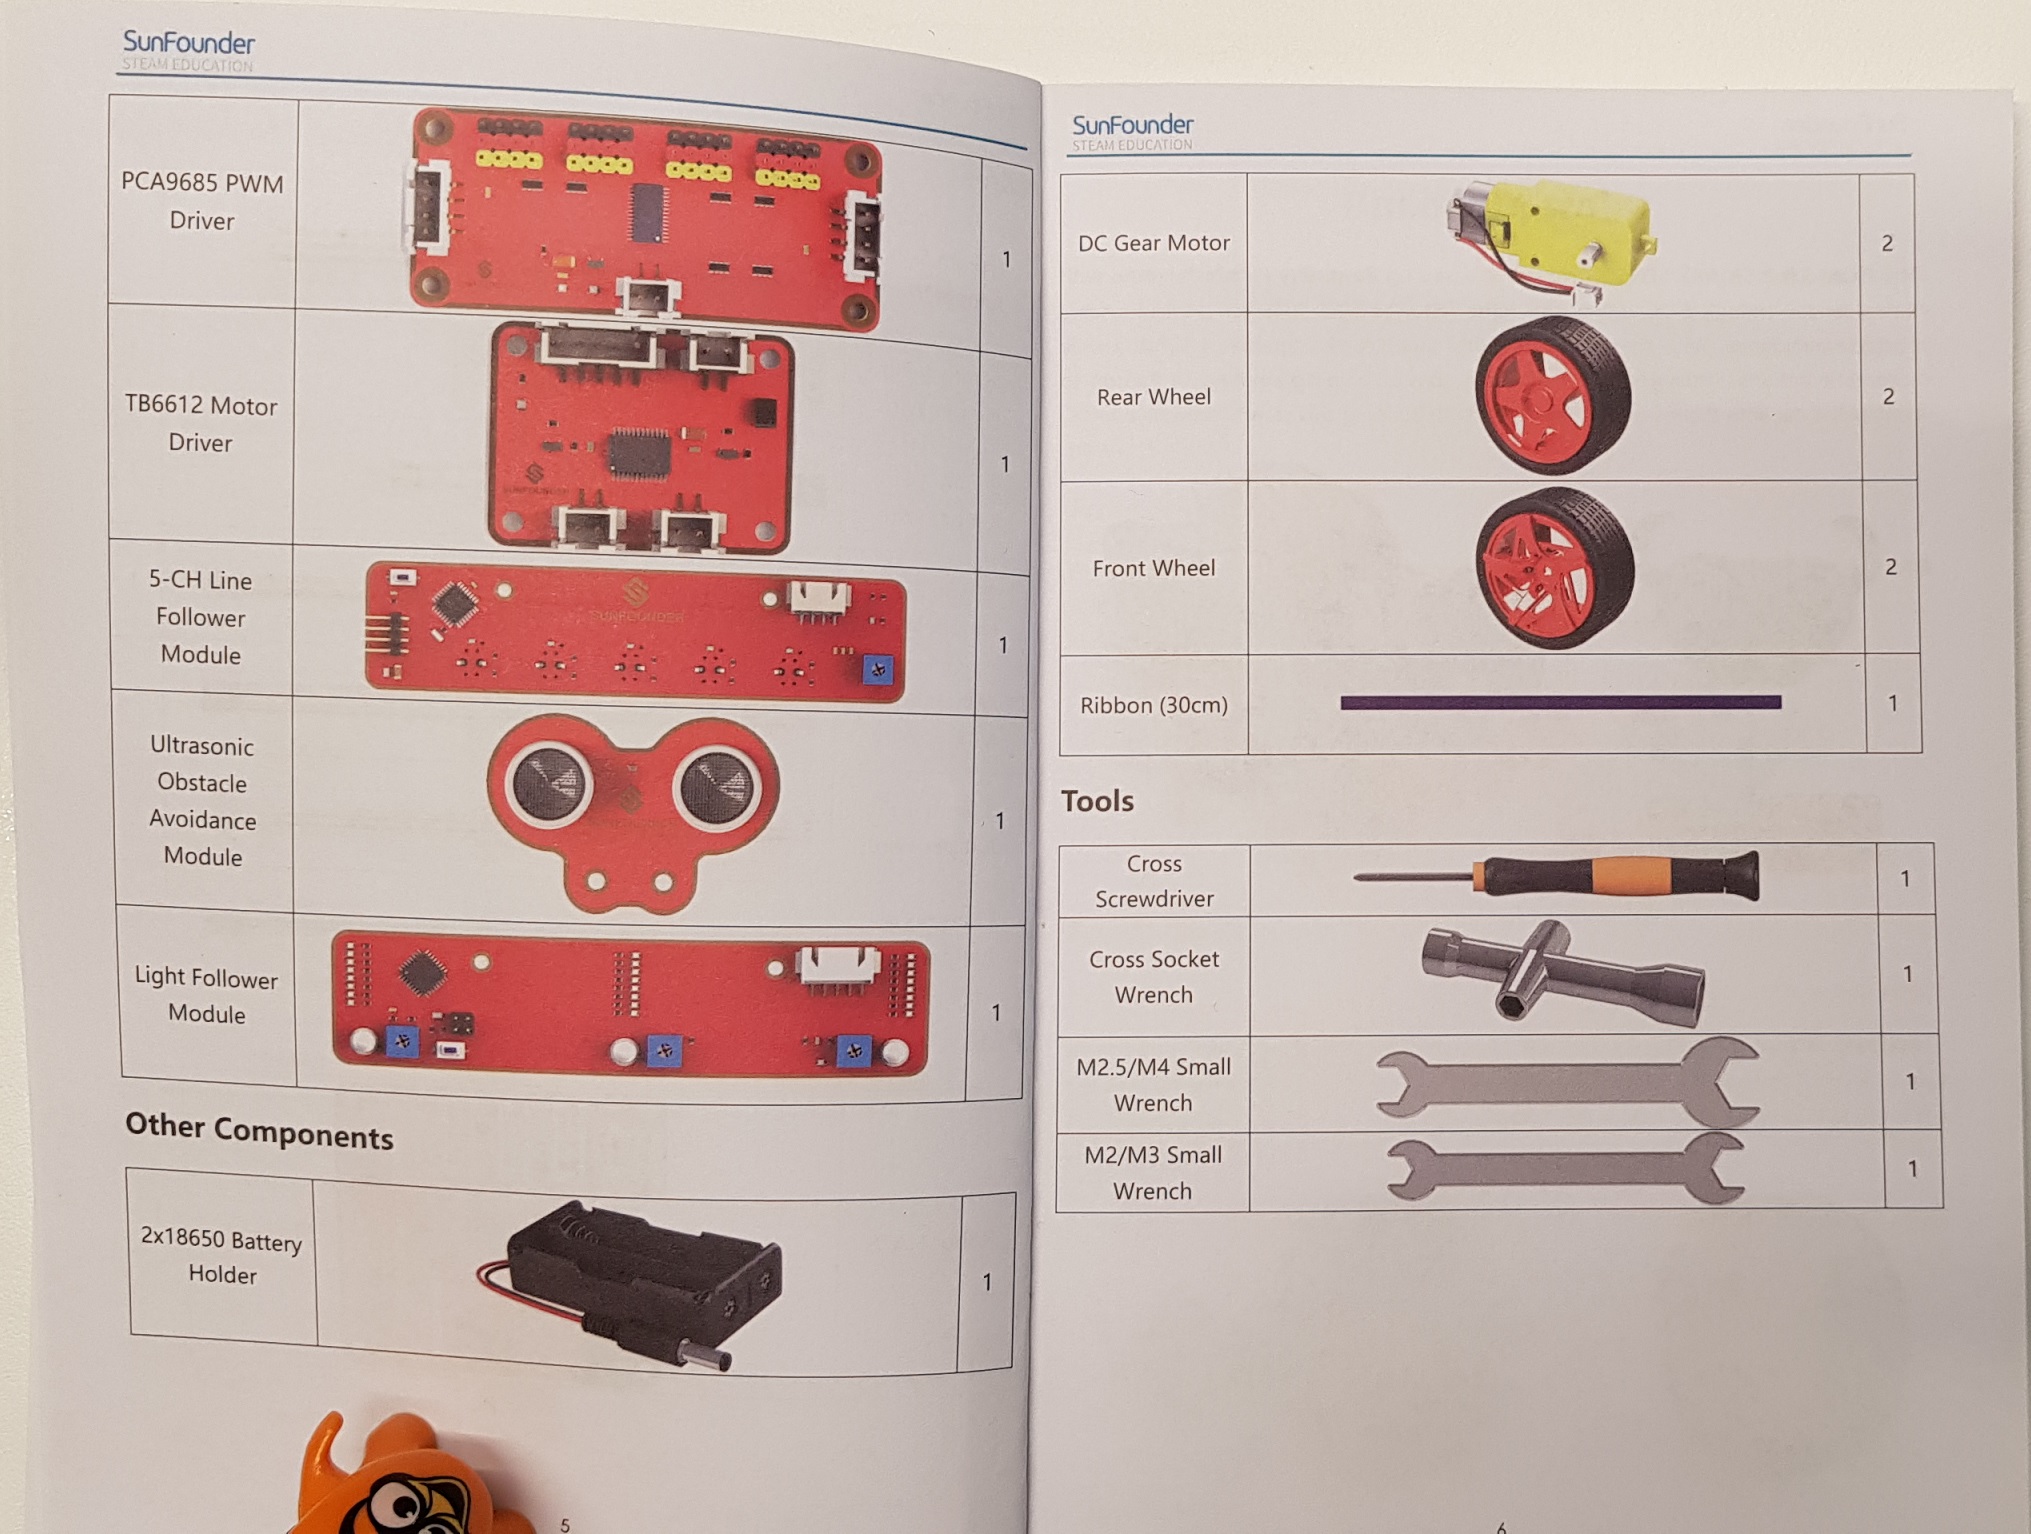 SunFounder
STEAM EDUCATION
PCA9685 PWM
Driver
1
TB6612 Motor
Driver
1
SUNFOUNDER
5-CH Line
Follower
Module
SUNFOUNDER
1
Ultrasonic
Obstacle
Avoidance
Module
1
Light Follower
Module
1
Other Components
2x18650 Battery
Holder
1
5
SunFounder
STEAM EDUCATION
DC Gear Motor
2
Rear Wheel
2
Front Wheel
2
Ribbon (30cm)
1
Tools
Cross
Screwdriver
1
Cross Socket
Wrench
1
M2.5/M4 Small
Wrench
1
M2/M3 Small
Wrench
1
6